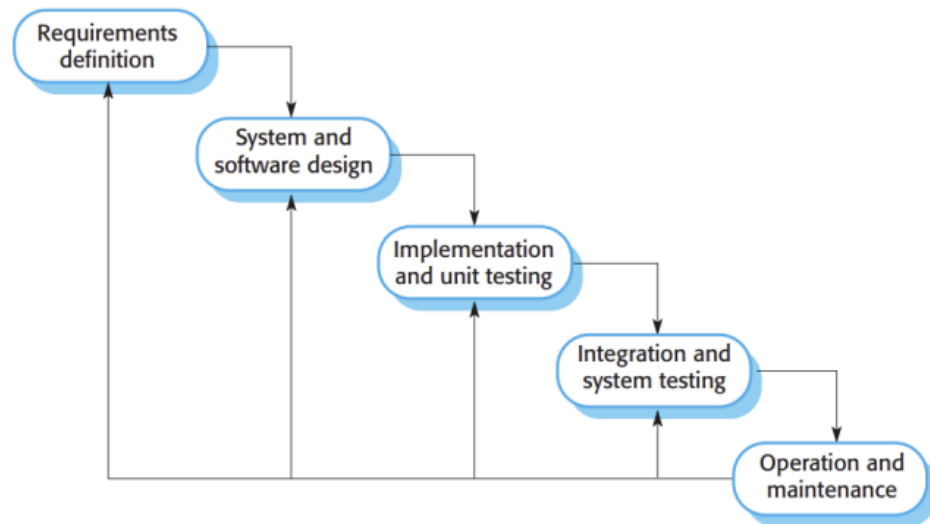 Requirements
definition
System and
software design
Implementation
and unit testing
Integration and
system testing
Operation and
maintenance